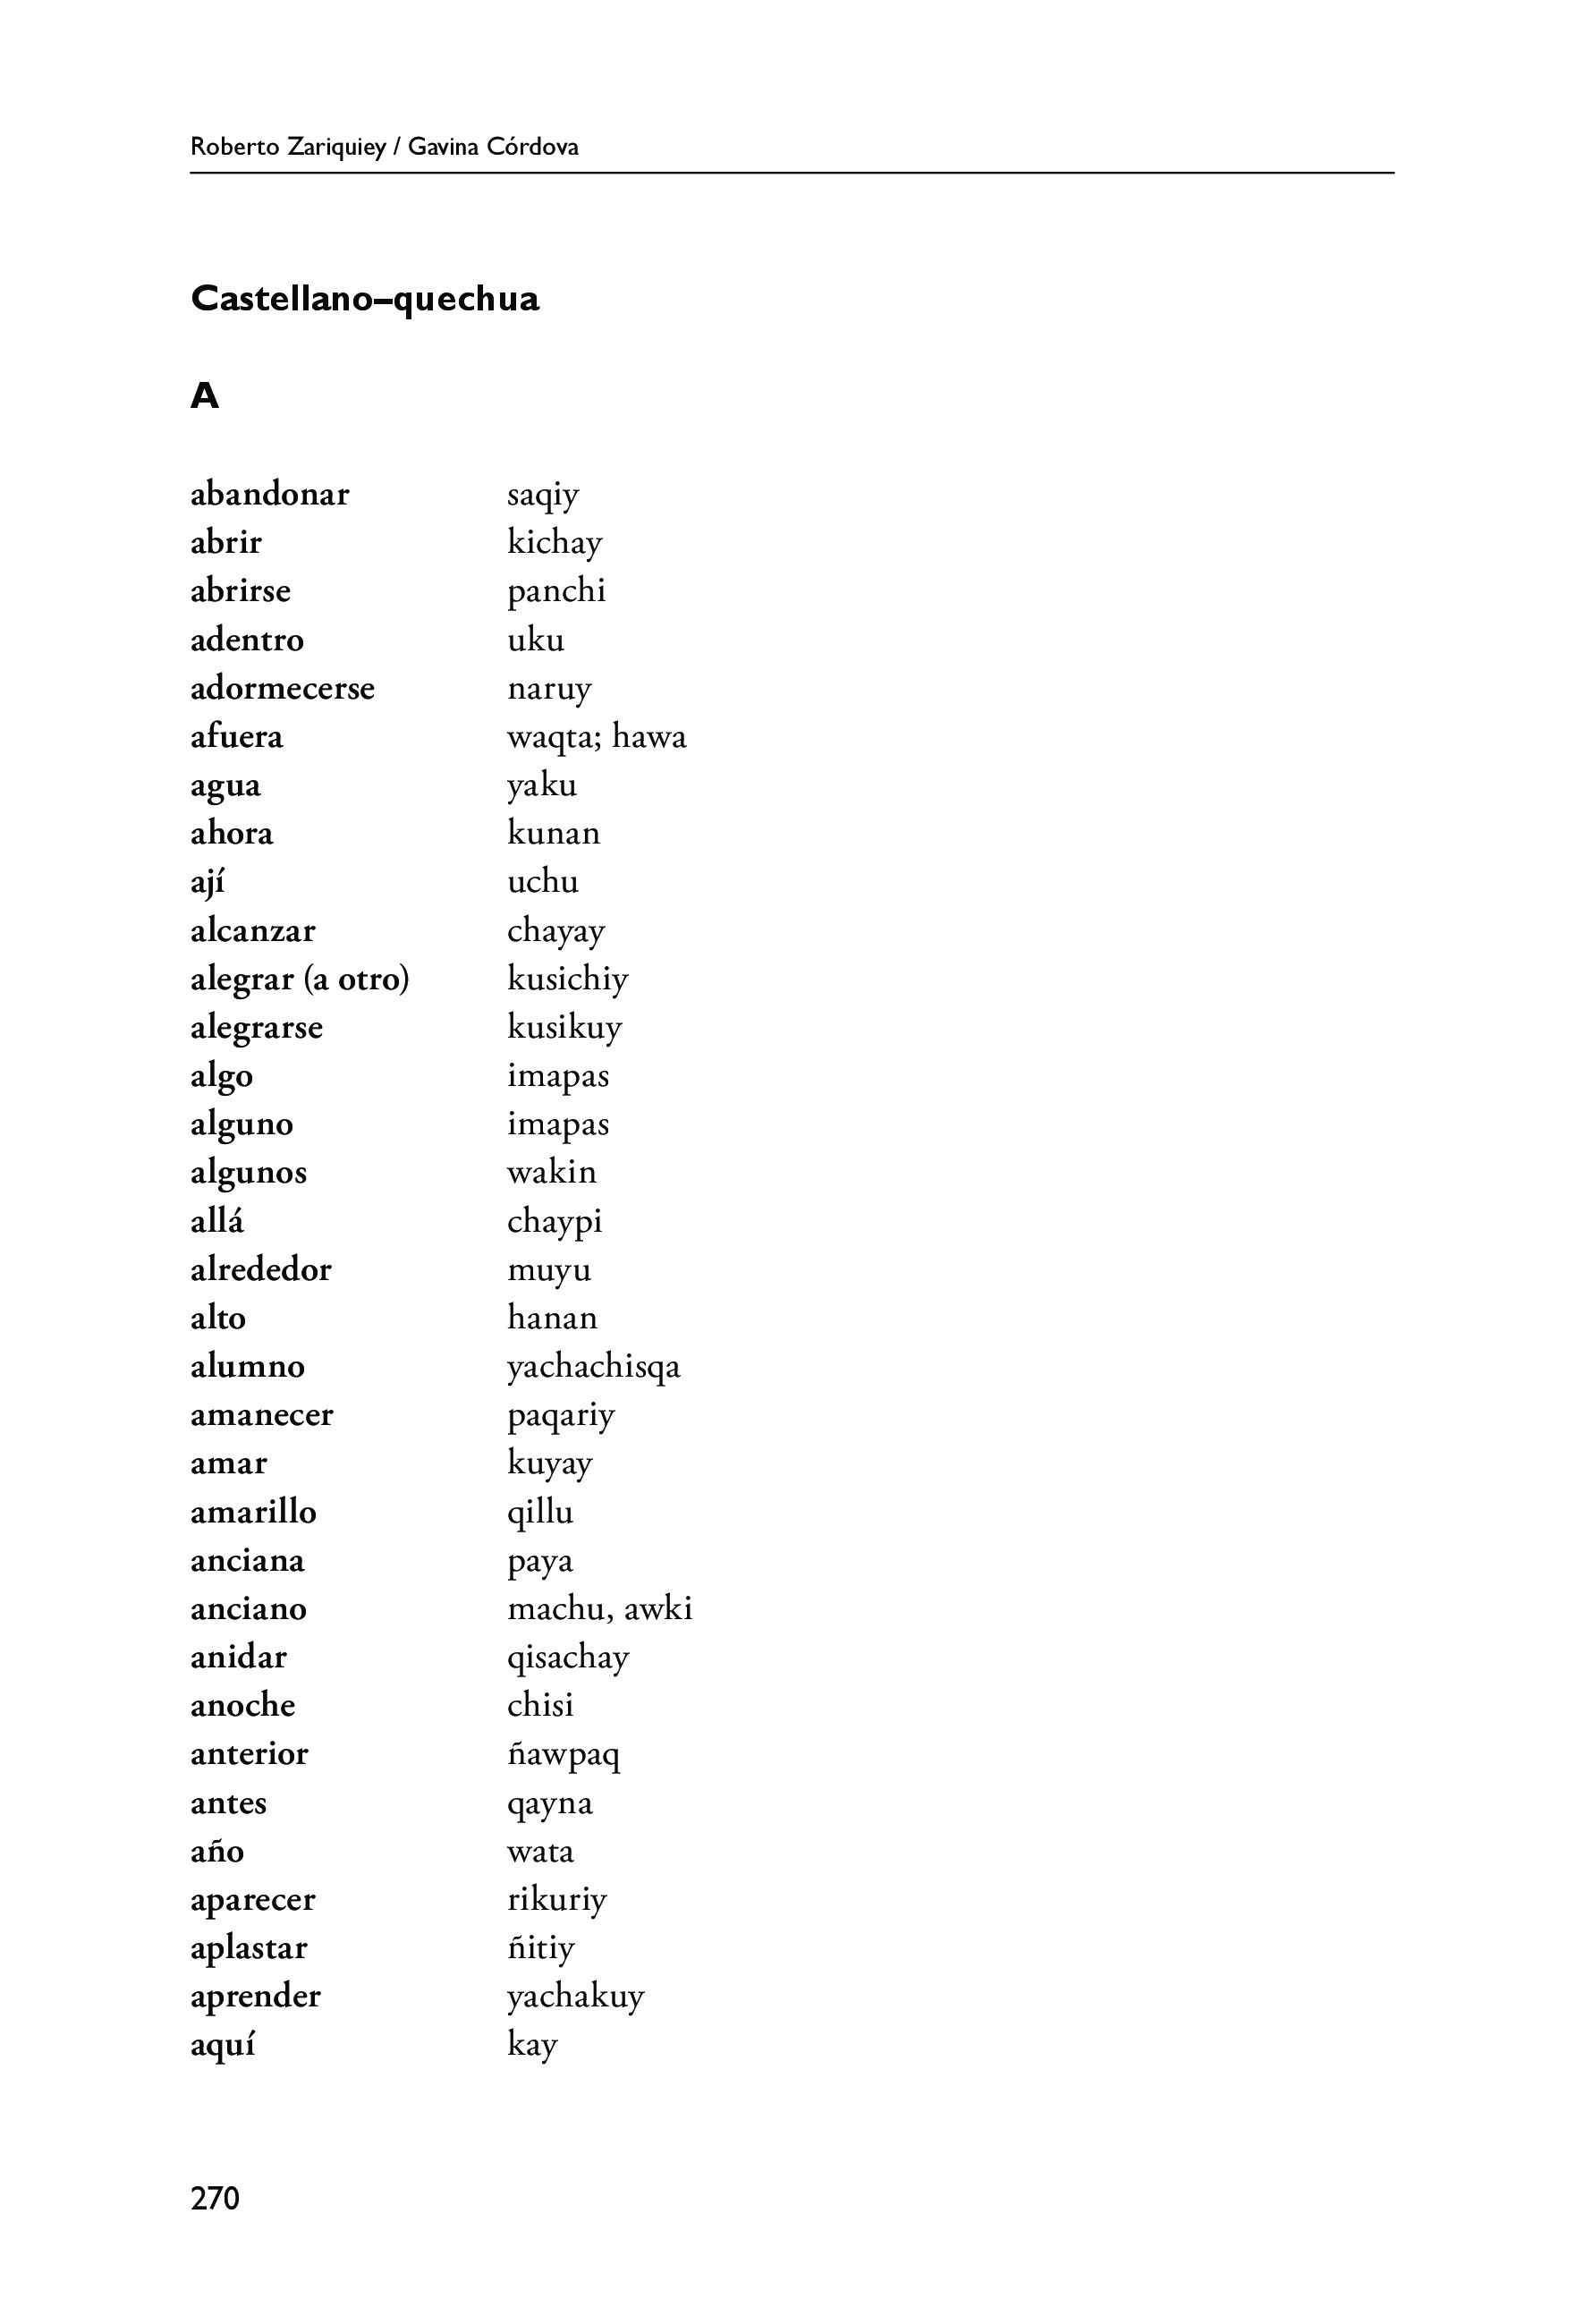 Roberto Zariquiey / Gavina Córdova
Castellano–quechua
A
abandonar saqiy
abrir kichay
abrirse panchi
adentro uku
adormecerse naruy
afuera waqta; hawa
agua yaku
ahora kunan
ají uchu
alcanzar chayay
alegrar (a otro) kusichiy
alegrarse kusikuy
algo imapas
alguno imapas
algunos wakin
allá chaypi
alrededor muyu
alto hanan
alumno yachachisqa
amanecer paqariy
amar kuyay
amarillo qillu
anciana paya
anciano machu, awki
anidar qisachay
anoche chisi
anterior ñawpaq
antes qayna
año wata
aparecer rikuriy
aplastar ñitiy
aprender yachakuy
aquí kay
270